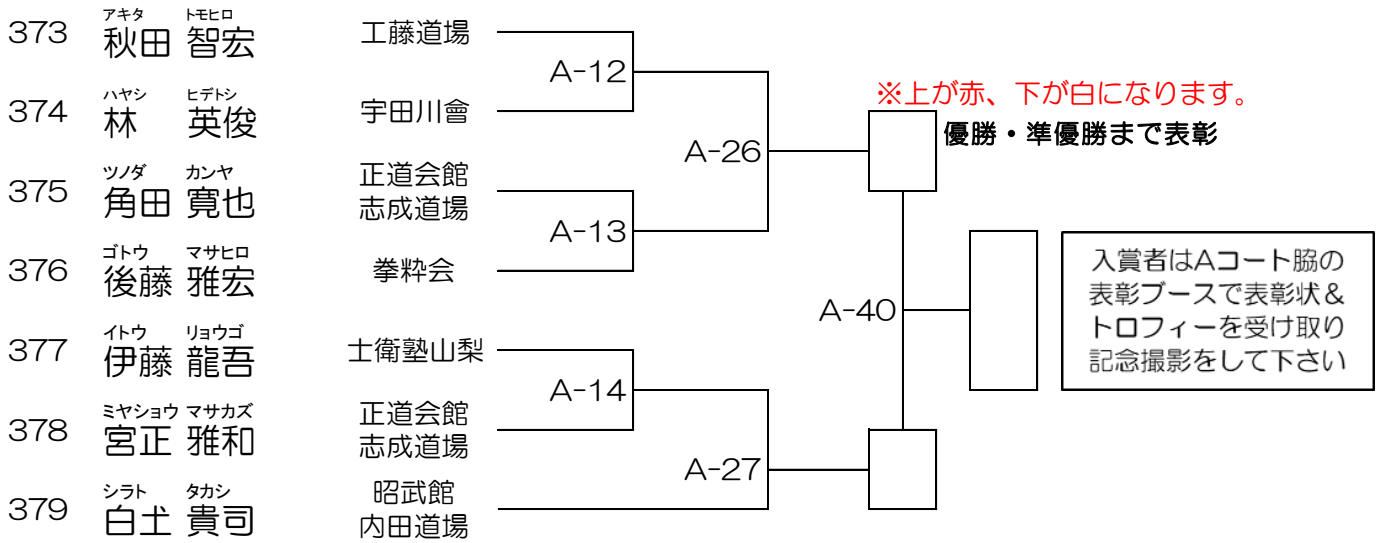 アキタ トモヒロ
373 秋田 智宏 工藤道場
A-12
※上が赤、下が白になります。
ハヤシ ヒデトシ
374 林 英俊 宇田川會
優勝・準優勝まで表彰
A-26
ツノダ カンヤ
375 角田 寛也 正道会館
志成道場
A-13
ゴトウ マサヒロ
376 後藤 雅宏 拳粋会
入賞者はAコート脇の
表彰ブースで表彰状&
トロフィーを受け取り
記念撮影をして下さい
A-40
イトウ リョウゴ
377 伊藤 龍吾 士衛塾山梨
A-14
ミヤショウ マサカズ
378 宮正 雅和 正道会館
志成道場
A-27
シラト タカシ
379 白土 貴司 昭武館
内田道場